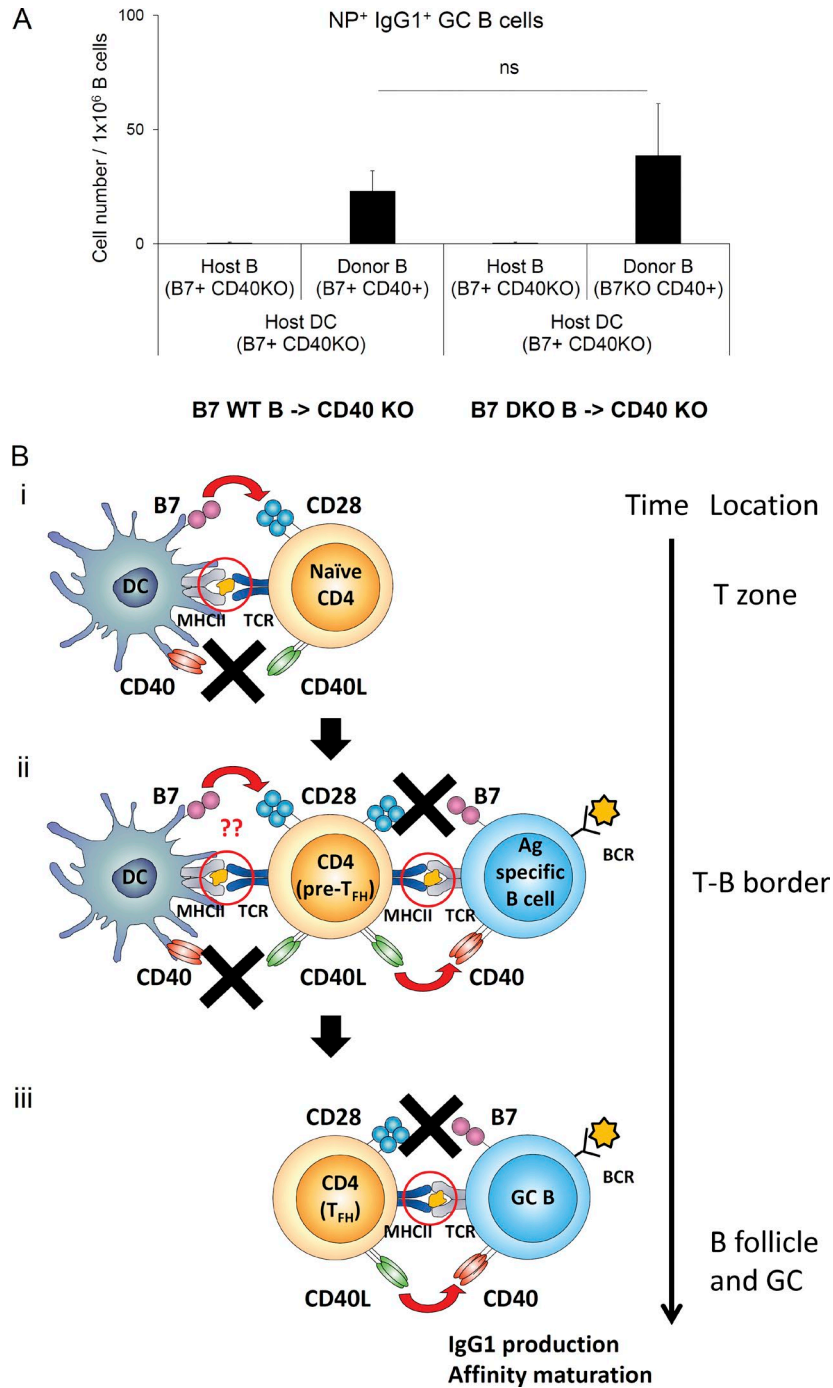 A
NP+ IgG1+ GC B cells
ns
100
50
0
Cell number / 1x10⁶ B cells
Host B
(B7+ CD40KO)
Donor B
(B7+ CD40+)
Host B
(B7+ CD40KO)
Donor B
(B7KO CD40+)
Host DC
(B7+ CD40KO)
Host DC
(B7+ CD40KO)
B7 WT B -> CD40 KO
B7 DKO B -> CD40 KO
B
i
B7
CD28
Time
Location
DC
Naïve
CD4
MHCII
TCR
CD40
CD40L
T zone
ii
B7
CD28
B7
??
DC
CD4
(pre-TFH)
Ag
specific
B cell
BCR
MHCII
TCR
MHCII
TCR
CD40
CD40L
CD40
T-B border
iii
CD28
B7
CD4
(TFH)
GC B
BCR
MHCII
TCR
CD40L
CD40
B follicle
and GC
IgG1 production
Affinity maturation